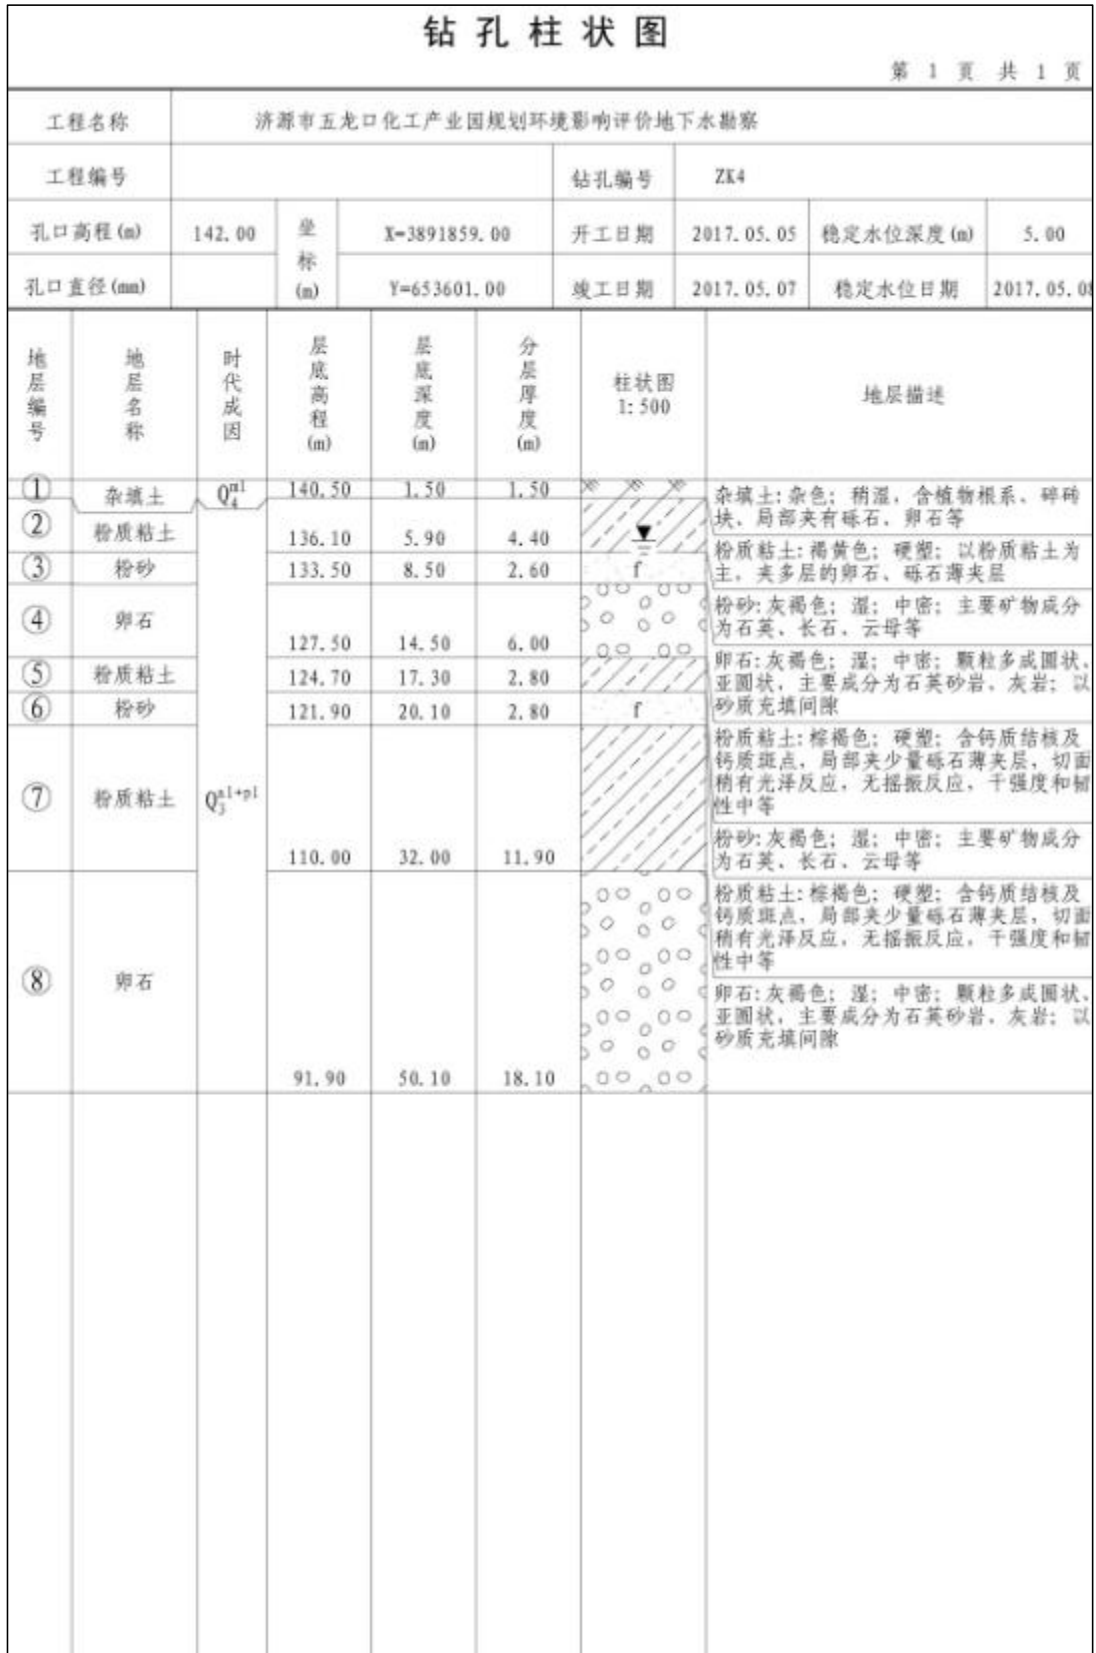 钻孔柱状图
第 1 页 共 1 页
工程名称 济源市五龙口化工产业园规划环境影响评价地下水勘察
工程编号 钻孔编号 ZK4
孔口高程(m) 142.00 坐标(m) X=3891859.00 开工日期 2017.05.05 稳定水位深度(m) 5.00
孔口直径(mm) Y=653601.00 竣工日期 2017.05.07 稳定水位日期 2017.05.08
地层编号 地层名称 时代成因 层底高程(m) 层底深度(m) 分层厚度(m) 柱状图 1:500 地层描述
① 杂填土 Q₄ᵐˡ 140.50 1.50 1.50
② 粉质粘土 136.10 5.90 4.40
③ 粉砂 133.50 8.50 2.60 f
④ 卵石 127.50 14.50 6.00
⑤ 粉质粘土 124.70 17.30 2.80
⑥ 粉砂 121.90 20.10 2.80 f
⑦ 粉质粘土 Q₃ᵃˡ⁺ᵖˡ 110.00 32.00 11.90
⑧ 卵石 91.90 50.10 18.10
杂填土:杂色;稍湿,含植物根系、碎砖
块、局部夹有砾石、卵石等
粉质粘土:褐黄色;硬塑;以粉质粘土为
主,夹多层的卵石、砾石薄夹层
粉砂:灰褐色;湿;中密;主要矿物成分
为石英、长石、云母等
卵石:灰褐色;湿;中密;颗粒多成圆状、
亚圆状,主要成分为石英砂岩、灰岩;以
砂质充填间隙
粉质粘土:棕褐色;硬塑;含钙质结核及
钙质斑点,局部夹少量砾石薄夹层,切面
稍有光泽反应,无摇振反应,干强度和韧
性中等
粉砂:灰褐色;湿;中密;主要矿物成分
为石英、长石、云母等
粉质粘土:棕褐色;硬塑;含钙质结核及
钙质斑点,局部夹少量砾石薄夹层,切面
稍有光泽反应,无摇振反应,干强度和韧
性中等
卵石:灰褐色;湿;中密;颗粒多成圆状、
亚圆状,主要成分为石英砂岩、灰岩;以
砂质充填间隙